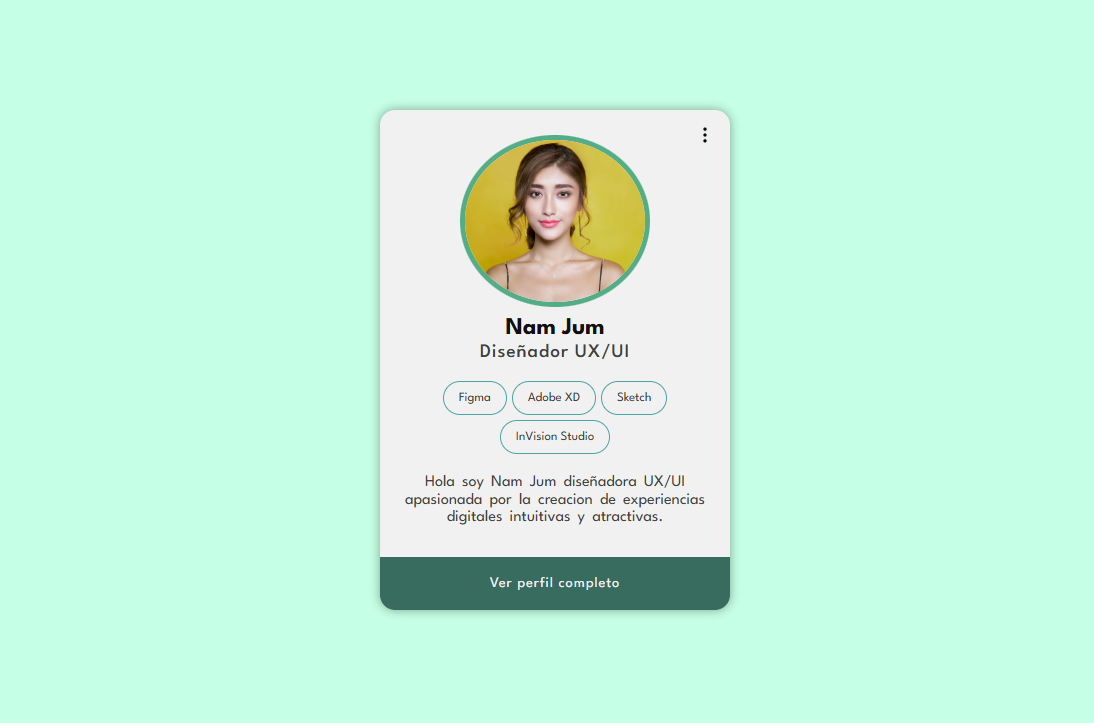 Nam Jum
Diseñador UX/UI
Figma
Adobe XD
Sketch
InVision Studio
Hola soy Nam Jum diseñadora UX/UI
apasionada por la creacion de experiencias
digitales intuitivas y atractivas.
Ver perfil completo